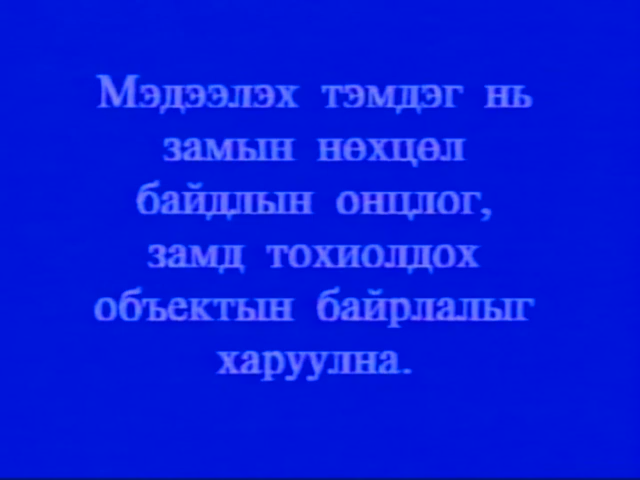 Мэдээлэх тэмдэг нь
замын нөхцөл
байдлын онцлог,
замд тохиолдох
объектын байрлалыг
харуулна.